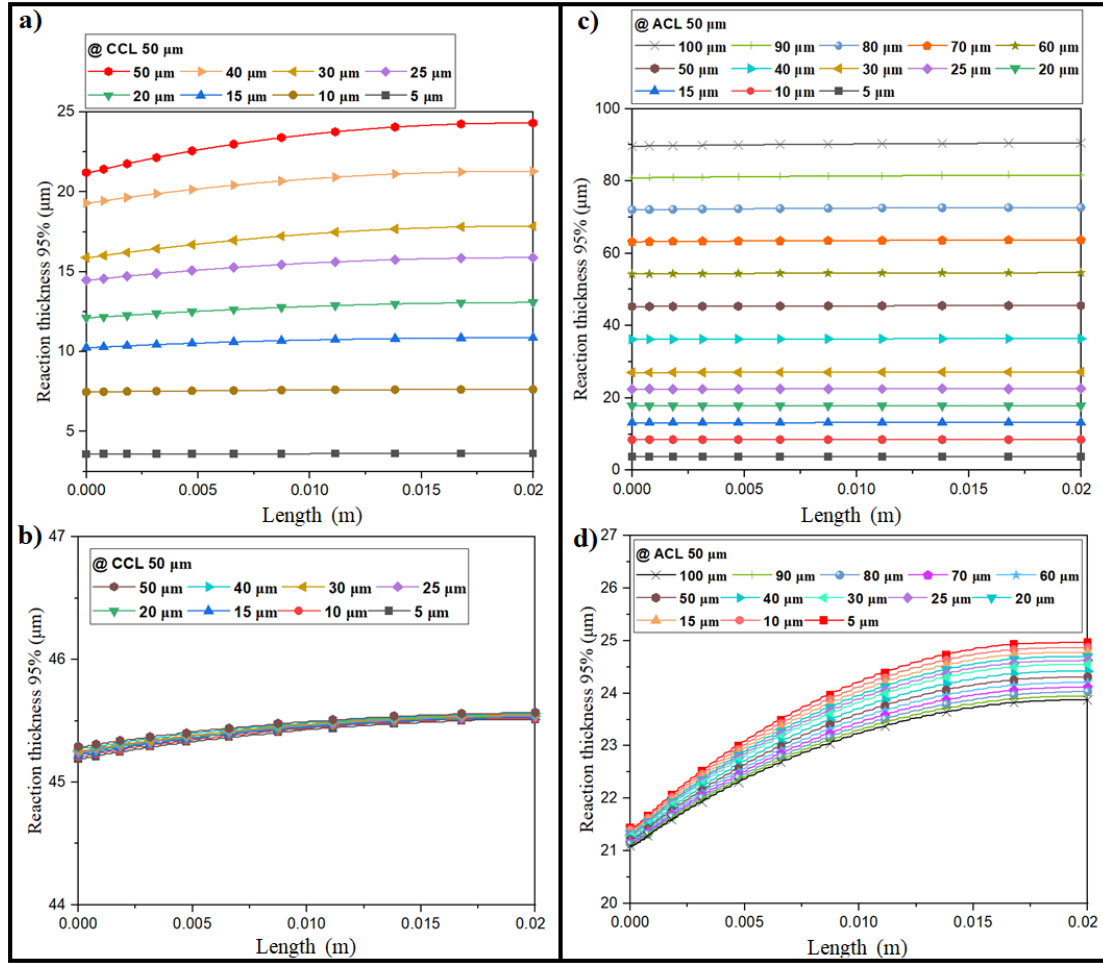 a)
@ CCL 50 µm
50 µm 40 µm 30 µm 25 µm
20 µm 15 µm 10 µm 5 µm
25
20
15
10
5
Reaction thickness 95% (µm)
0.000 0.005 0.010 0.015 0.02
Length (m)
b)
47
@ CCL 50 µm
50 µm 40 µm 30 µm 25 µm
20 µm 15 µm 10 µm 5 µm
46
45
44
Reaction thickness 95% (µm)
0.000 0.005 0.010 0.015 0.02
Length (m)
c)
@ ACL 50 µm
100 µm 90 µm 80 µm 70 µm 60 µm
50 µm 40 µm 30 µm 25 µm 20 µm
15 µm 10 µm 5 µm
100
80
60
40
20
0
Reaction thickness 95% (µm)
0.000 0.005 0.010 0.015 0.02
Length (m)
d)
27
@ ACL 50 µm
100 µm 90 µm 80 µm 70 µm 60 µm
50 µm 40 µm 30 µm 25 µm 20 µm
15 µm 10 µm 5 µm
26
25
24
23
22
21
20
Reaction thickness 95% (µm)
0.000 0.005 0.010 0.015 0.02
Length (m)